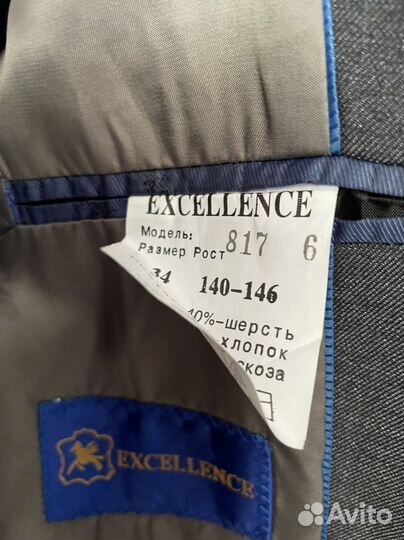 EXCELLENCE
Модель: 817 6
Размер Рост
34 140-146
40%-шерсть
хлопок
EXCELLENCE
Avito